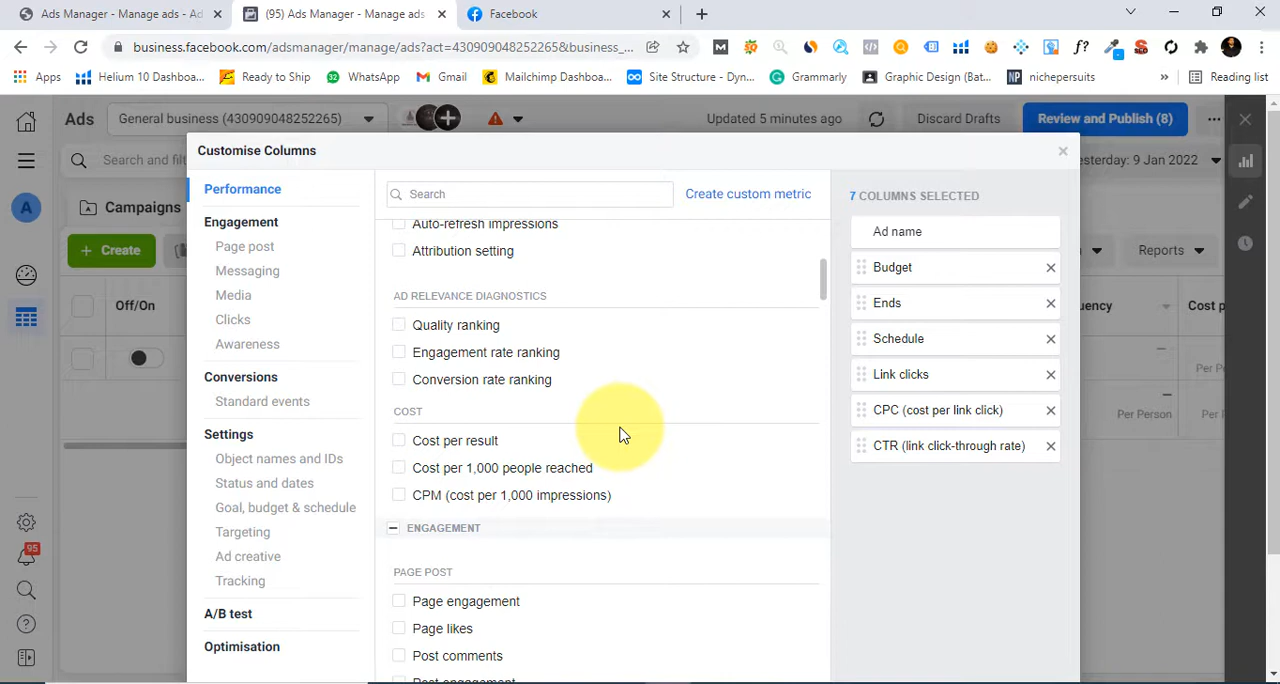 Ads Manager - Manage ads - Ad
(95) Ads Manager - Manage ads
Facebook
business.facebook.com/adsmanager/manage/ads?act=430909048252265&business_...
Apps
Helium 10 Dashboa...
Ready to Ship
WhatsApp
Gmail
Mailchimp Dashboa...
Site Structure - Dyn...
Grammarly
Graphic Design (Bat...
nichepersuits
Reading list
Ads
General business (430909048252265)
Updated 5 minutes ago
Discard Drafts
Review and Publish (8)
Search and filt
Customise Columns
esterday: 9 Jan 2022
Campaigns
Create
Reports
Off/On
uency
Cost p
Per P
Per Person
Per
95
Performance
Engagement
Page post
Messaging
Media
Clicks
Awareness
Conversions
Standard events
Settings
Object names and IDs
Status and dates
Goal, budget & schedule
Targeting
Ad creative
Tracking
A/B test
Optimisation
Search
Create custom metric
Auto-refresh impressions
Attribution setting
AD RELEVANCE DIAGNOSTICS
Quality ranking
Engagement rate ranking
Conversion rate ranking
COST
Cost per result
Cost per 1,000 people reached
CPM (cost per 1,000 impressions)
ENGAGEMENT
PAGE POST
Page engagement
Page likes
Post comments
Post engagement
7 COLUMNS SELECTED
Ad name
Budget
Ends
Schedule
Link clicks
CPC (cost per link click)
CTR (link click-through rate)